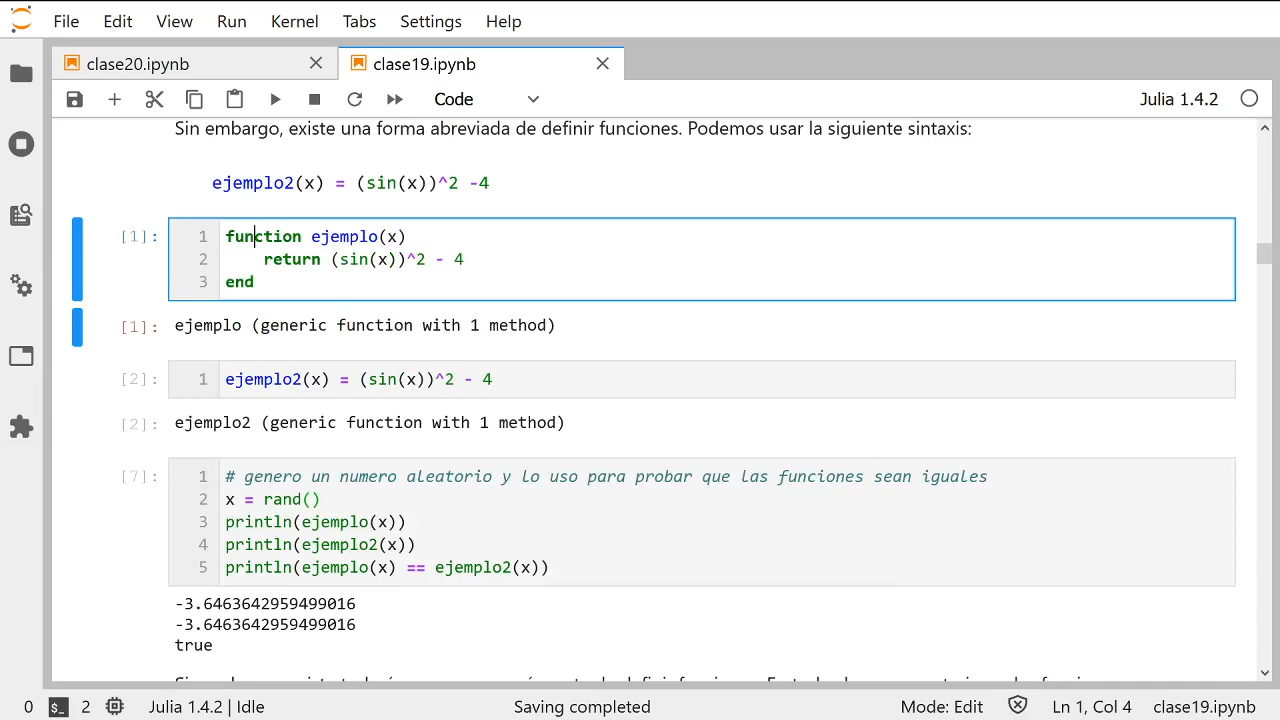 File Edit View Run Kernel Tabs Settings Help
clase20.ipynb clase19.ipynb
Code Julia 1.4.2
Sin embargo, existe una forma abreviada de definir funciones. Podemos usar la siguiente sintaxis:
ejemplo2(x) = (sin(x))^2 -4
[1]: 1 function ejemplo(x)
2 return (sin(x))^2 - 4
3 end
[1]: ejemplo (generic function with 1 method)
[2]: 1 ejemplo2(x) = (sin(x))^2 - 4
[2]: ejemplo2 (generic function with 1 method)
[7]: 1 # genero un numero aleatorio y lo uso para probar que las funciones sean iguales
2 x = rand()
3 println(ejemplo(x))
4 println(ejemplo2(x))
5 println(ejemplo(x) == ejemplo2(x))
-3.6463642959499016
-3.6463642959499016
true
0 $_ 2 Julia 1.4.2 | Idle Saving completed Mode: Edit Ln 1, Col 4 clase19.ipynb